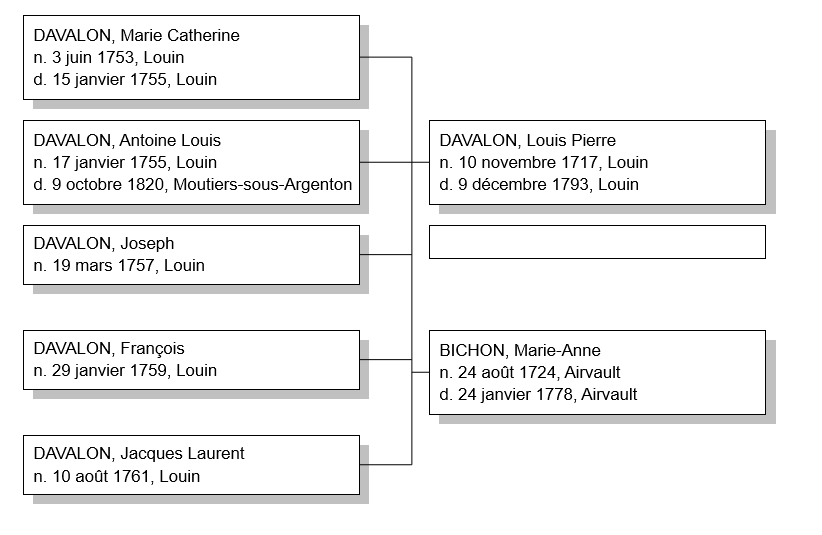 DAVALON, Marie Catherine
n. 3 juin 1753, Louin
d. 15 janvier 1755, Louin
DAVALON, Antoine Louis
n. 17 janvier 1755, Louin
d. 9 octobre 1820, Moutiers-sous-Argenton
DAVALON, Joseph
n. 19 mars 1757, Louin
DAVALON, François
n. 29 janvier 1759, Louin
DAVALON, Jacques Laurent
n. 10 août 1761, Louin
DAVALON, Louis Pierre
n. 10 novembre 1717, Louin
d. 9 décembre 1793, Louin
BICHON, Marie-Anne
n. 24 août 1724, Airvault
d. 24 janvier 1778, Airvault